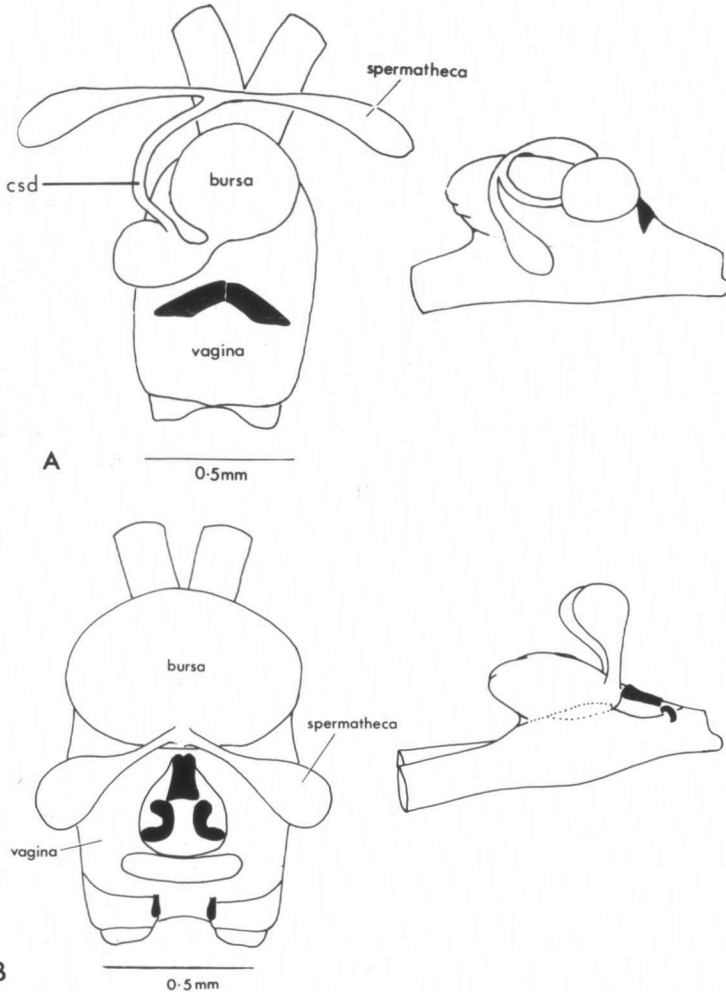 spermatheca
csd
bursa
vagina
A
0·5mm
bursa
spermatheca
vagina
B
0·5mm